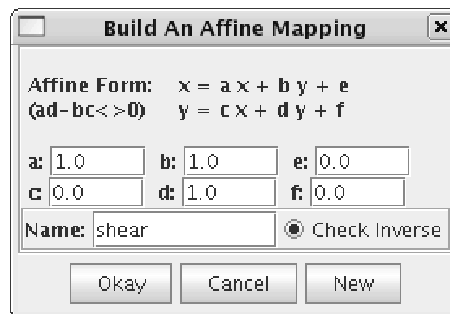 Build An Affine Mapping
Affine Form: x = a x + b y + e
(ad-bc<>0) y = c x + d y + f
a: 1.0 b: 1.0 e: 0.0
c: 0.0 d: 1.0 f: 0.0
Name: shear Check Inverse
Okay Cancel New